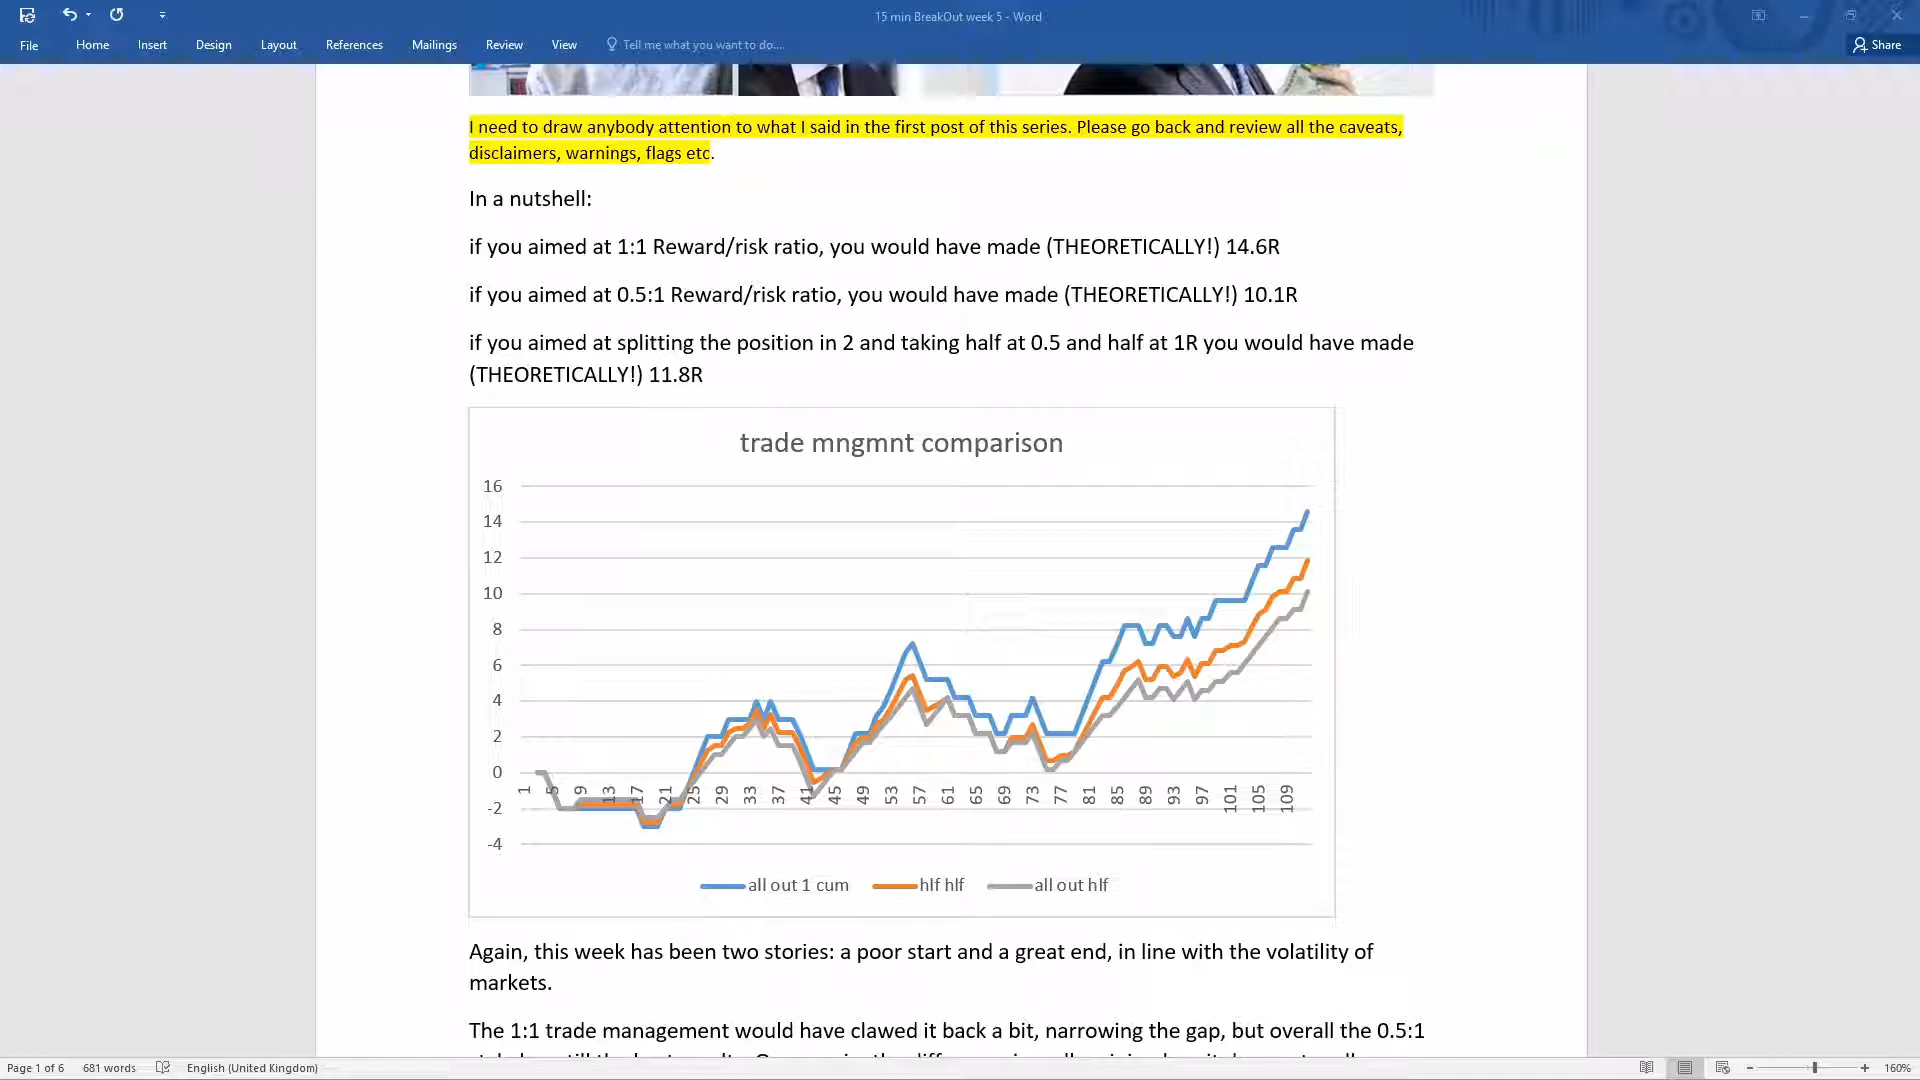 15 min BreakOut week 5 - Word
File Home Insert Design Layout References Mailings Review View Tell me what you want to do.... Share
I need to draw anybody attention to what I said in the first post of this series. Please go back and review all the caveats,
disclaimers, warnings, flags etc.
In a nutshell:
if you aimed at 1:1 Reward/risk ratio, you would have made (THEORETICALLY!) 14.6R
if you aimed at 0.5:1 Reward/risk ratio, you would have made (THEORETICALLY!) 10.1R
if you aimed at splitting the position in 2 and taking half at 0.5 and half at 1R you would have made
(THEORETICALLY!) 11.8R
trade mngmnt comparison
16
14
12
10
8
6
4
2
0
-2
-4
1 5 9 13 17 21 25 29 33 37 41 45 49 53 57 61 65 69 73 77 81 85 89 93 97 101 105 109
all out 1 cum hlf hlf all out hlf
Again, this week has been two stories: a poor start and a great end, in line with the volatility of
markets.
The 1:1 trade management would have clawed it back a bit, narrowing the gap, but overall the 0.5:1
Page 1 of 6 681 words English (United Kingdom) 160%